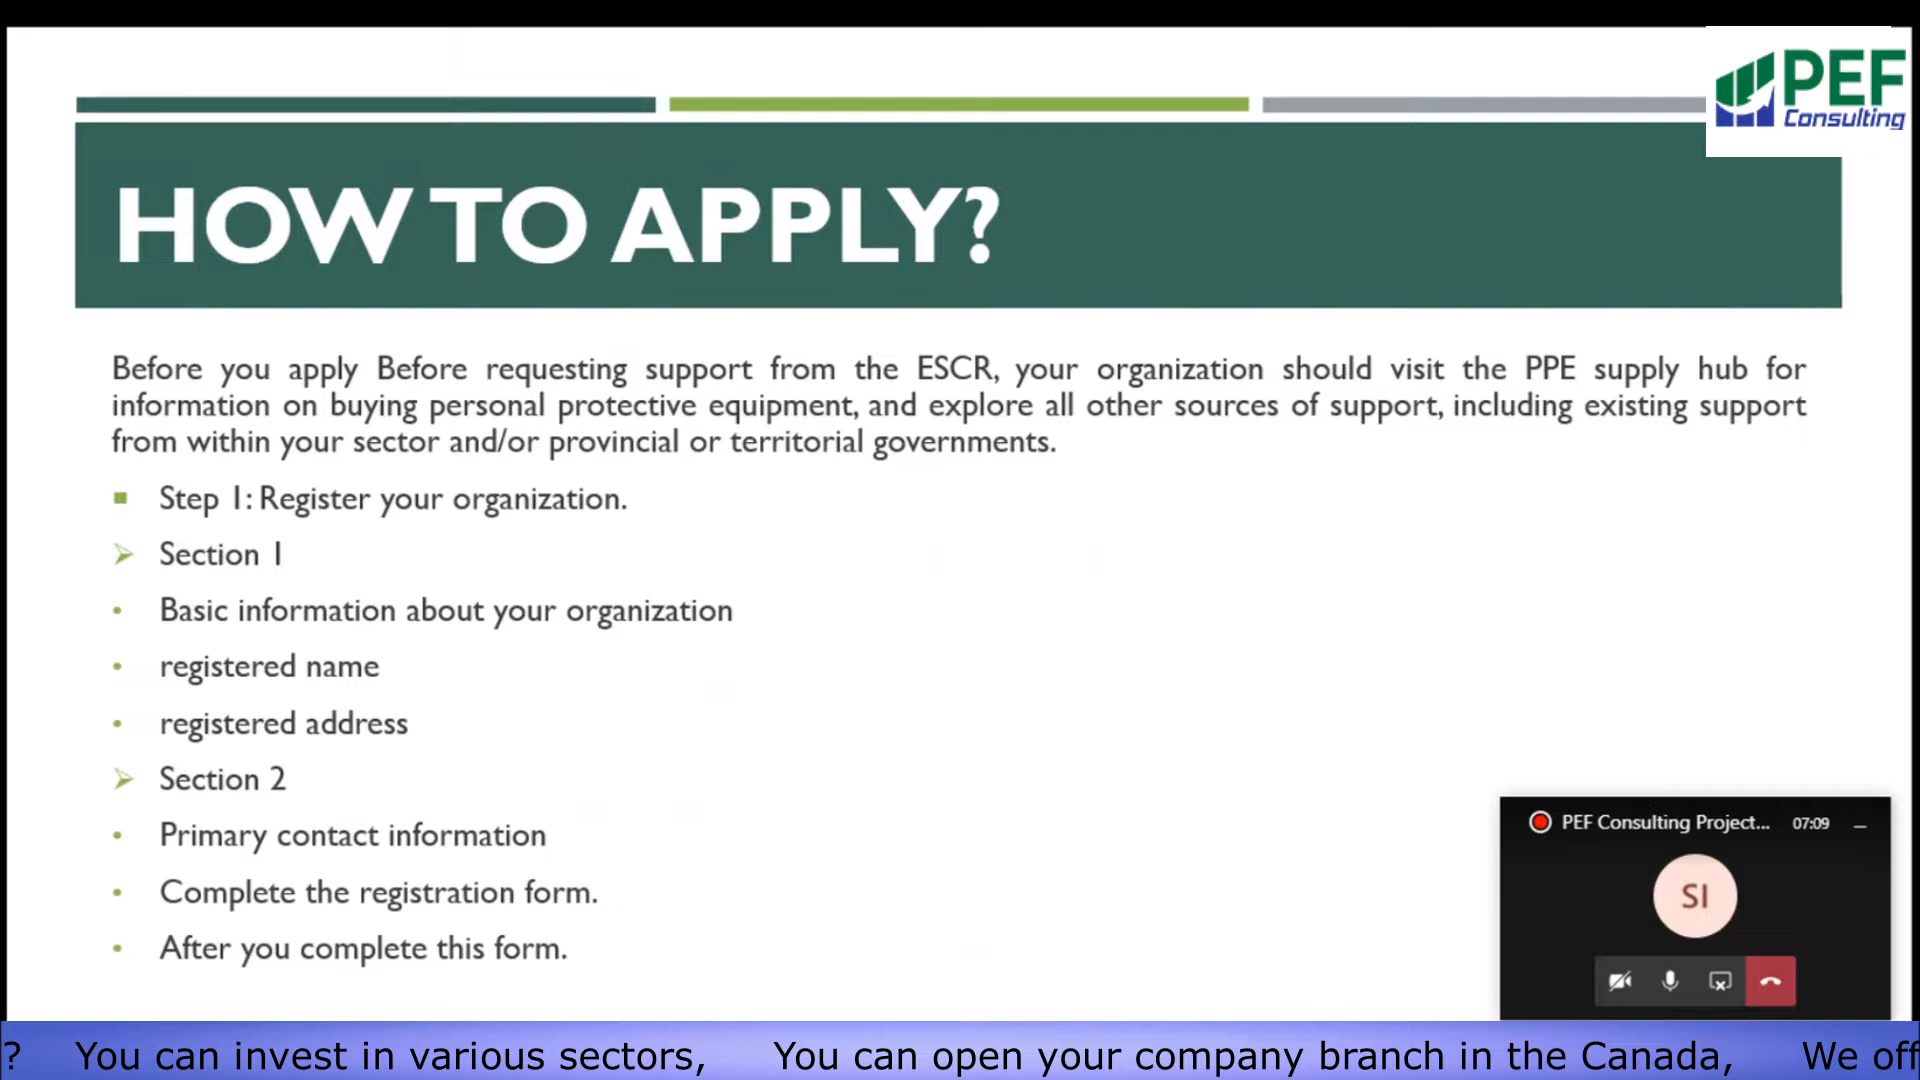 PEF
Consulting
HOW TO APPLY?
Before you apply Before requesting support from the ESCR, your organization should visit the PPE supply hub for
information on buying personal protective equipment, and explore all other sources of support, including existing support
from within your sector and/or provincial or territorial governments.
Step 1: Register your organization.
Section 1
Basic information about your organization
registered name
registered address
Section 2
Primary contact information
Complete the registration form.
After you complete this form.
PEF Consulting Project... 07:09
SI
? You can invest in various sectors, You can open your company branch in the Canada, We off